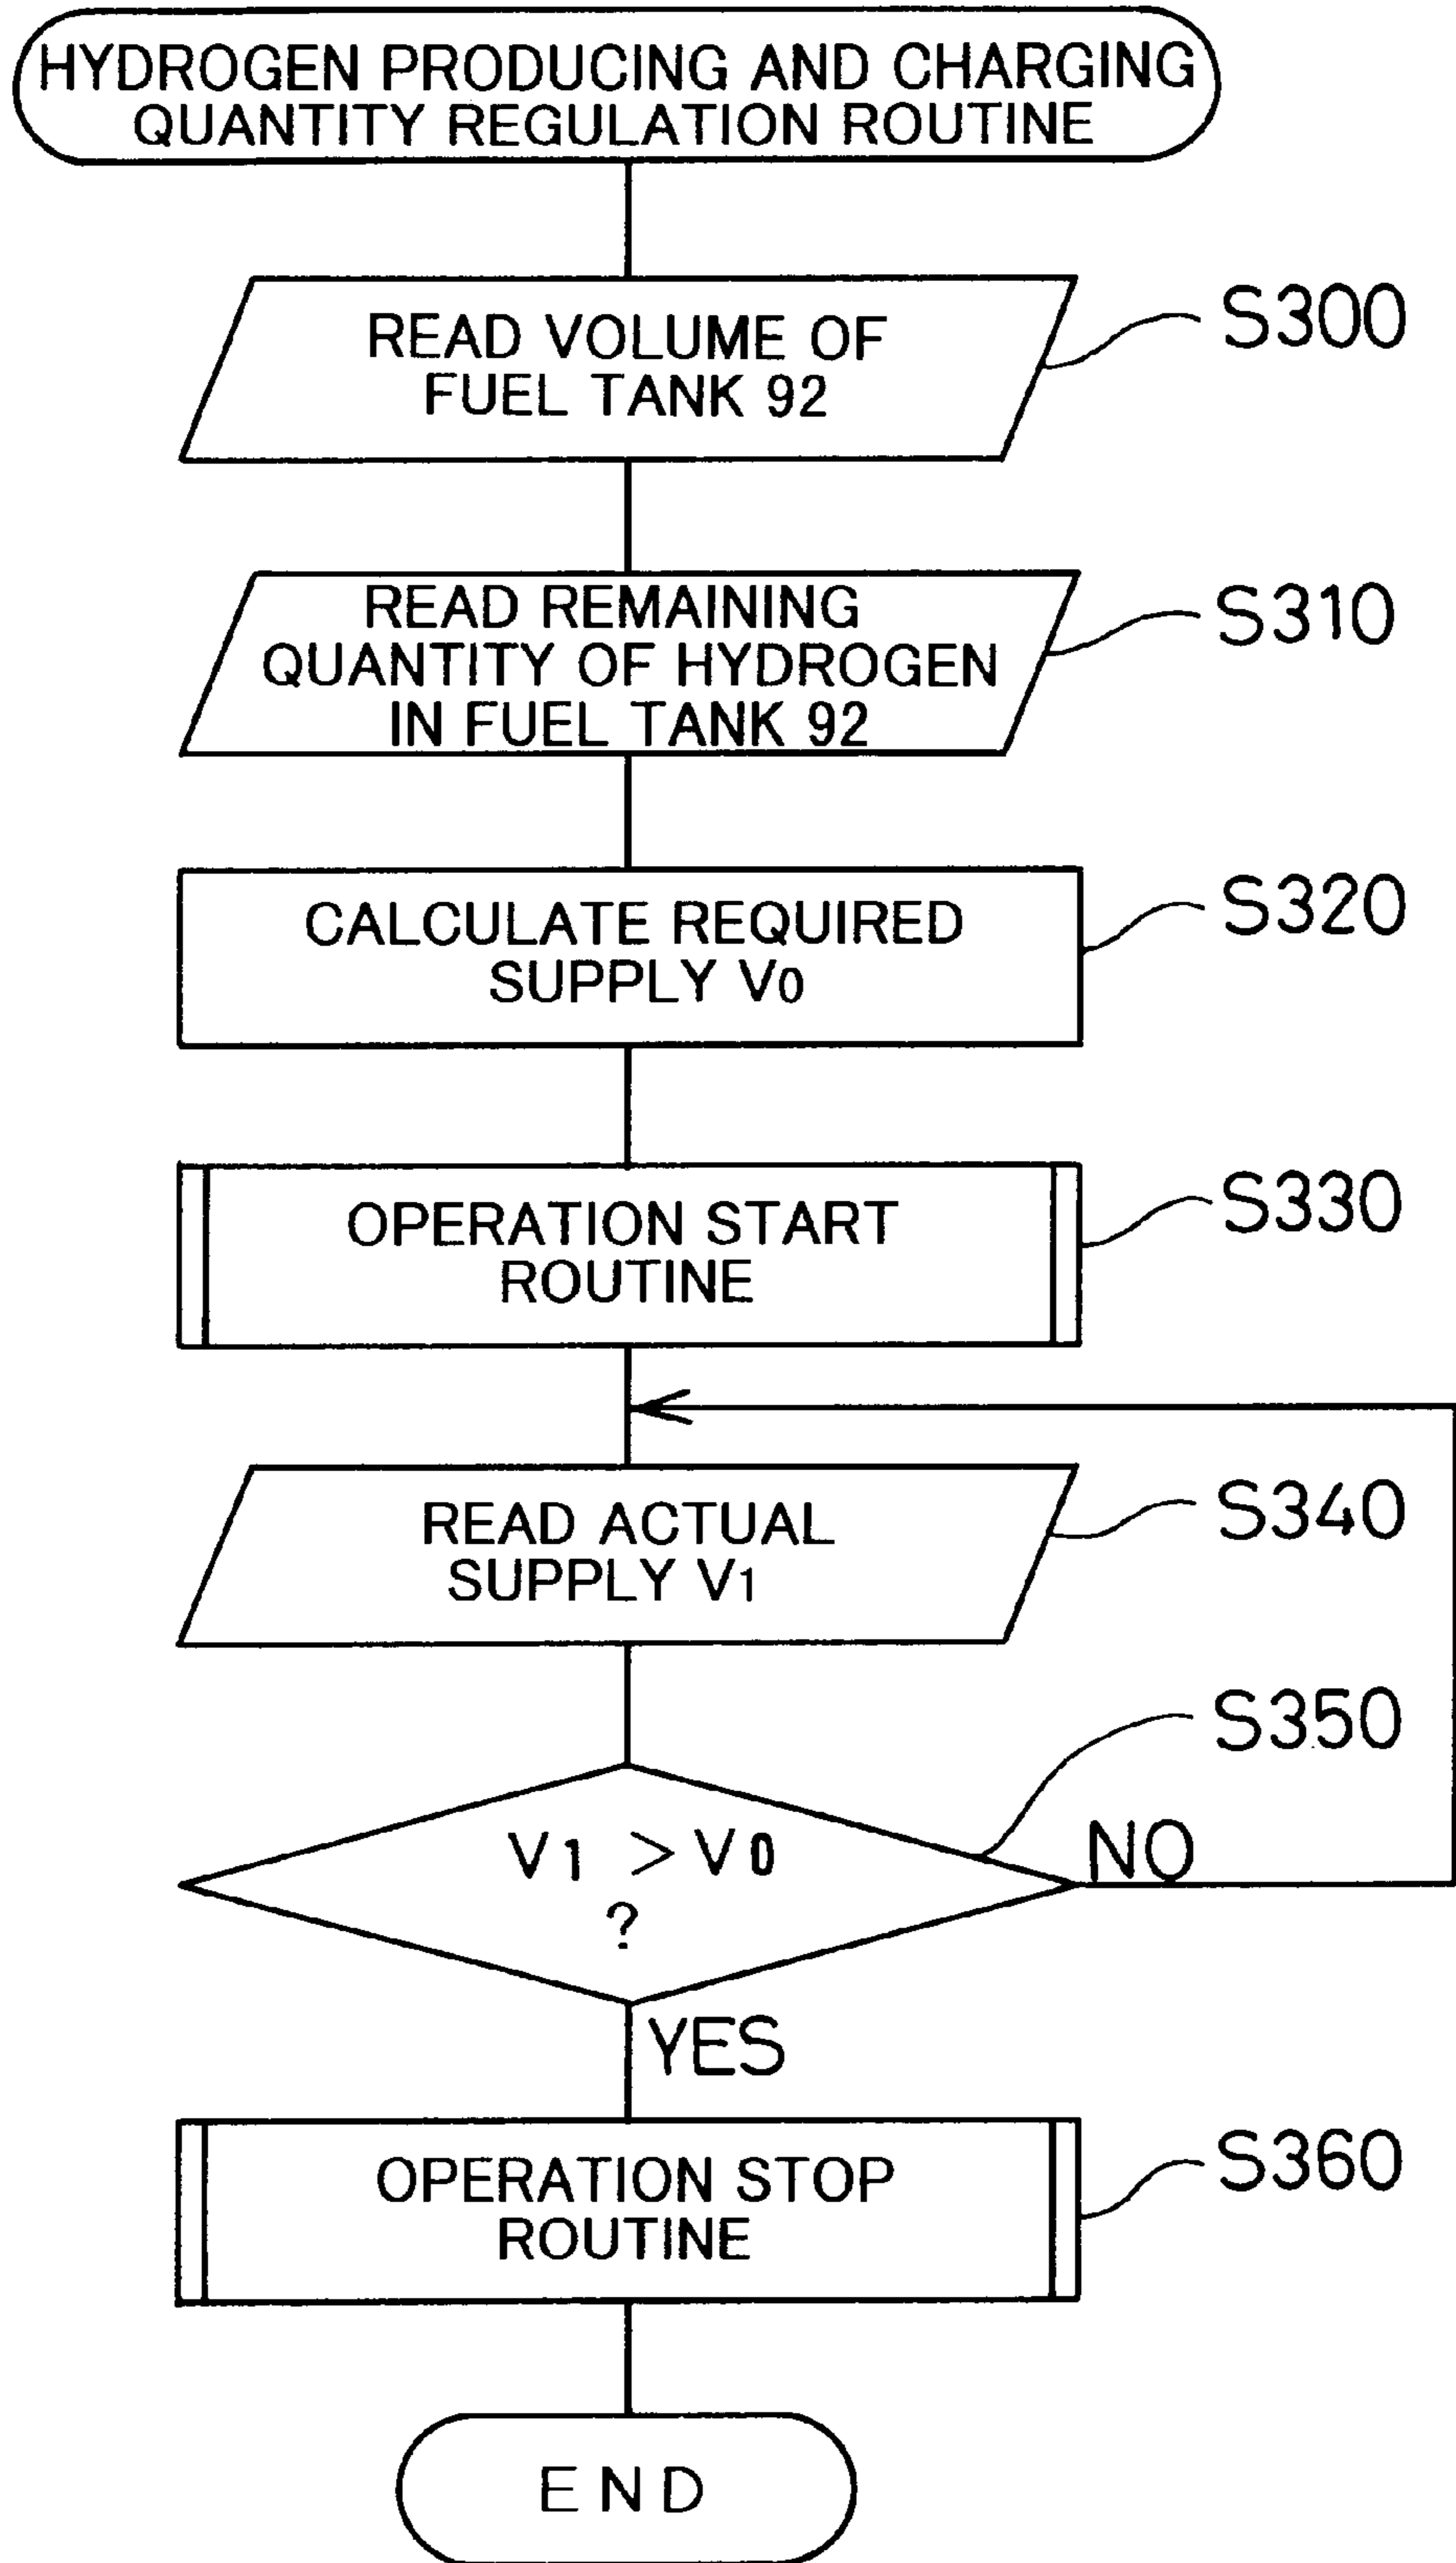 HYDROGEN PRODUCING AND CHARGING
QUANTITY REGULATION ROUTINE
READ VOLUME OF
FUEL TANK 92
S300
READ REMAINING
QUANTITY OF HYDROGEN
IN FUEL TANK 92
S310
CALCULATE REQUIRED
SUPPLY V0
S320
OPERATION START
ROUTINE
S330
READ ACTUAL
SUPPLY V1
S340
S350
V1 > V0
?
NO
YES
OPERATION STOP
ROUTINE
S360
END